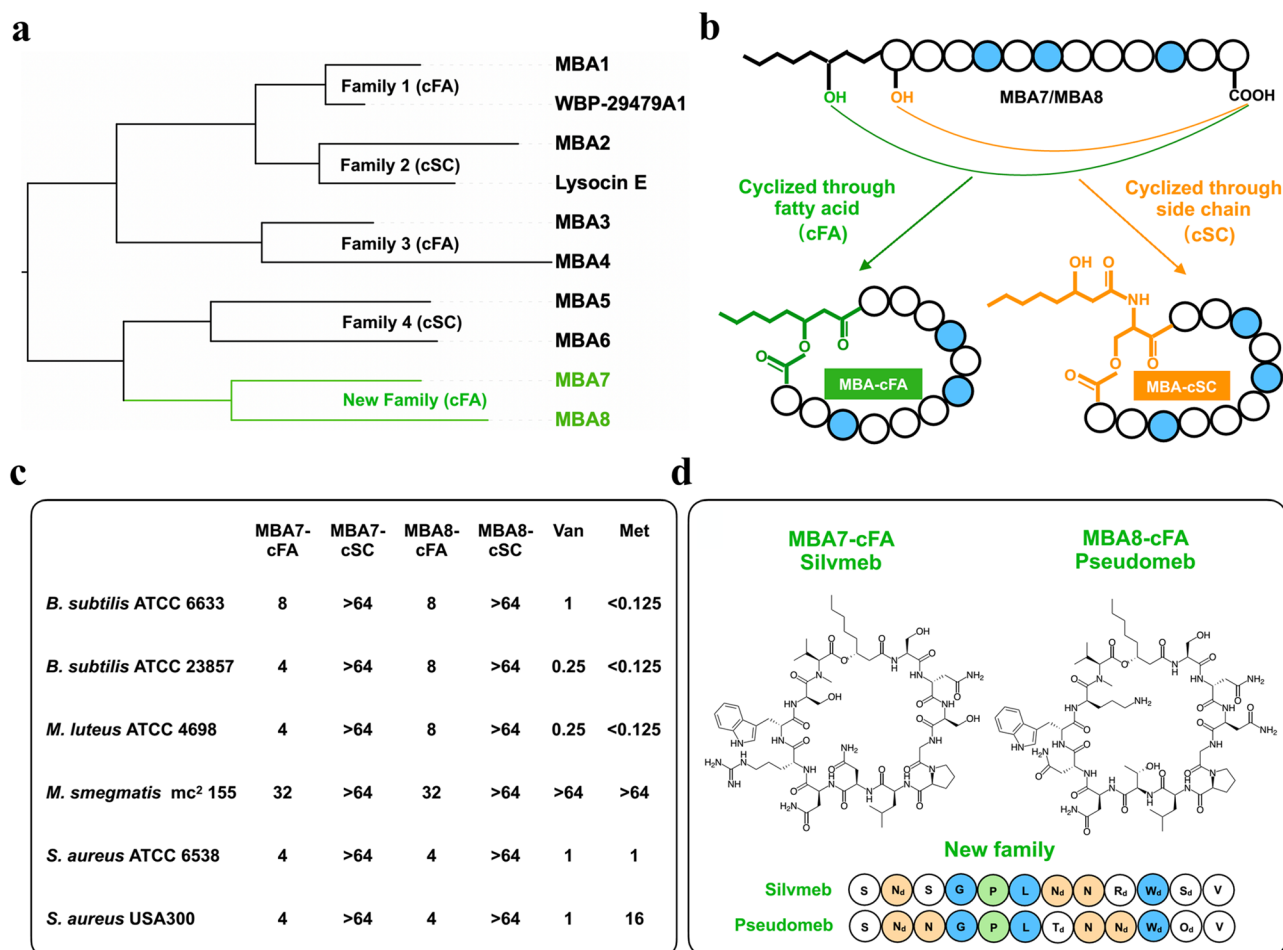 a
MBA1
Family 1 (cFA)
WBP-29479A1
MBA2
Family 2 (cSC)
Lysocin E
MBA3
Family 3 (cFA)
MBA4
MBA5
Family 4 (cSC)
MBA6
MBA7
New Family (cFA)
MBA8
b
OH
OH
MBA7/MBA8
COOH
Cyclized through
fatty acid
(cFA)
Cyclized through
side chain
(cSC)
O
O
O
MBA-cFA
OH
O
NH
O
O
O
MBA-cSC
c
MBA7-cFA MBA7-cSC MBA8-cFA MBA8-cSC Van Met
B. subtilis ATCC 6633 8 >64 8 >64 1 <0.125
B. subtilis ATCC 23857 4 >64 8 >64 0.25 <0.125
M. luteus ATCC 4698 4 >64 8 >64 0.25 <0.125
M. smegmatis mc² 155 32 >64 32 >64 >64 >64
S. aureus ATCC 6538 4 >64 4 >64 1 1
S. aureus USA300 4 >64 4 >64 1 16
d
MBA7-cFA
Silvmeb
MBA8-cFA
Pseudomeb
New family
Silvmeb S Nd S G P L Nd N Rd Wd Sd V
Pseudomeb S Nd N G P L Td N Nd Wd Od V